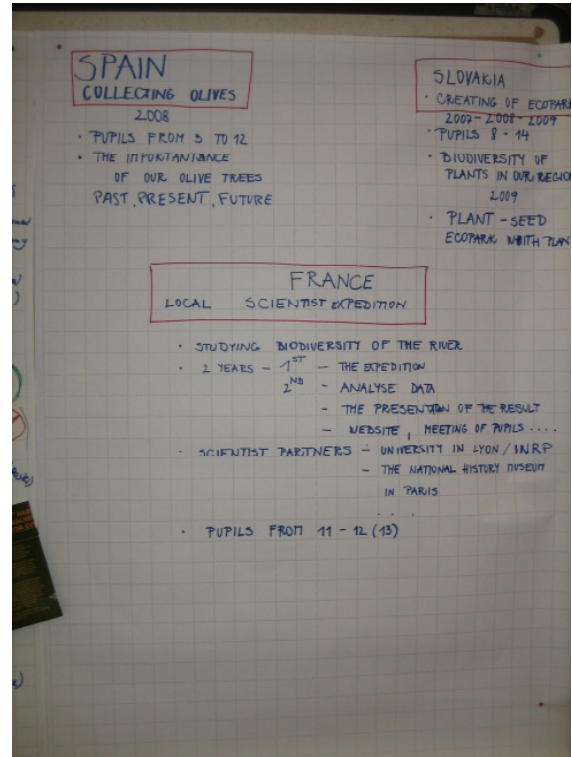 SPAIN
COLLECTING OLIVES
2008
· PUPILS FROM 3 TO 12
· THE IMPORTANTANCE
OF OUR OLIVE TREES
PAST, PRESENT, FUTURE
SLOVAKIA
· CREATING OF ECOPARK
2007-2008-2009
· PUPILS 8 - 14
· BIUDIVERSITY OF
PLANTS IN OUR REGION
2009
· PLANT - SEED
ECOPARK WITH PLAN
FRANCE
LOCAL SCIENTIST EXPEDITION
· STUDYING BIODIVERSITY OF THE RIVER
· 2 YEARS - 1ST - THE EXPEDITION
2ND - ANALYSE DATA
- THE PRESENTATION OF THE RESULT
- WEBSITE, MEETING OF PUPILS ....
· SCIENTIST PARTNERS - UNIVERSITY IN LYON / INRP
- THE NATIONAL HISTORY MUSEUM
IN PARIS
...
· PUPILS FROM 11 - 12 (13)